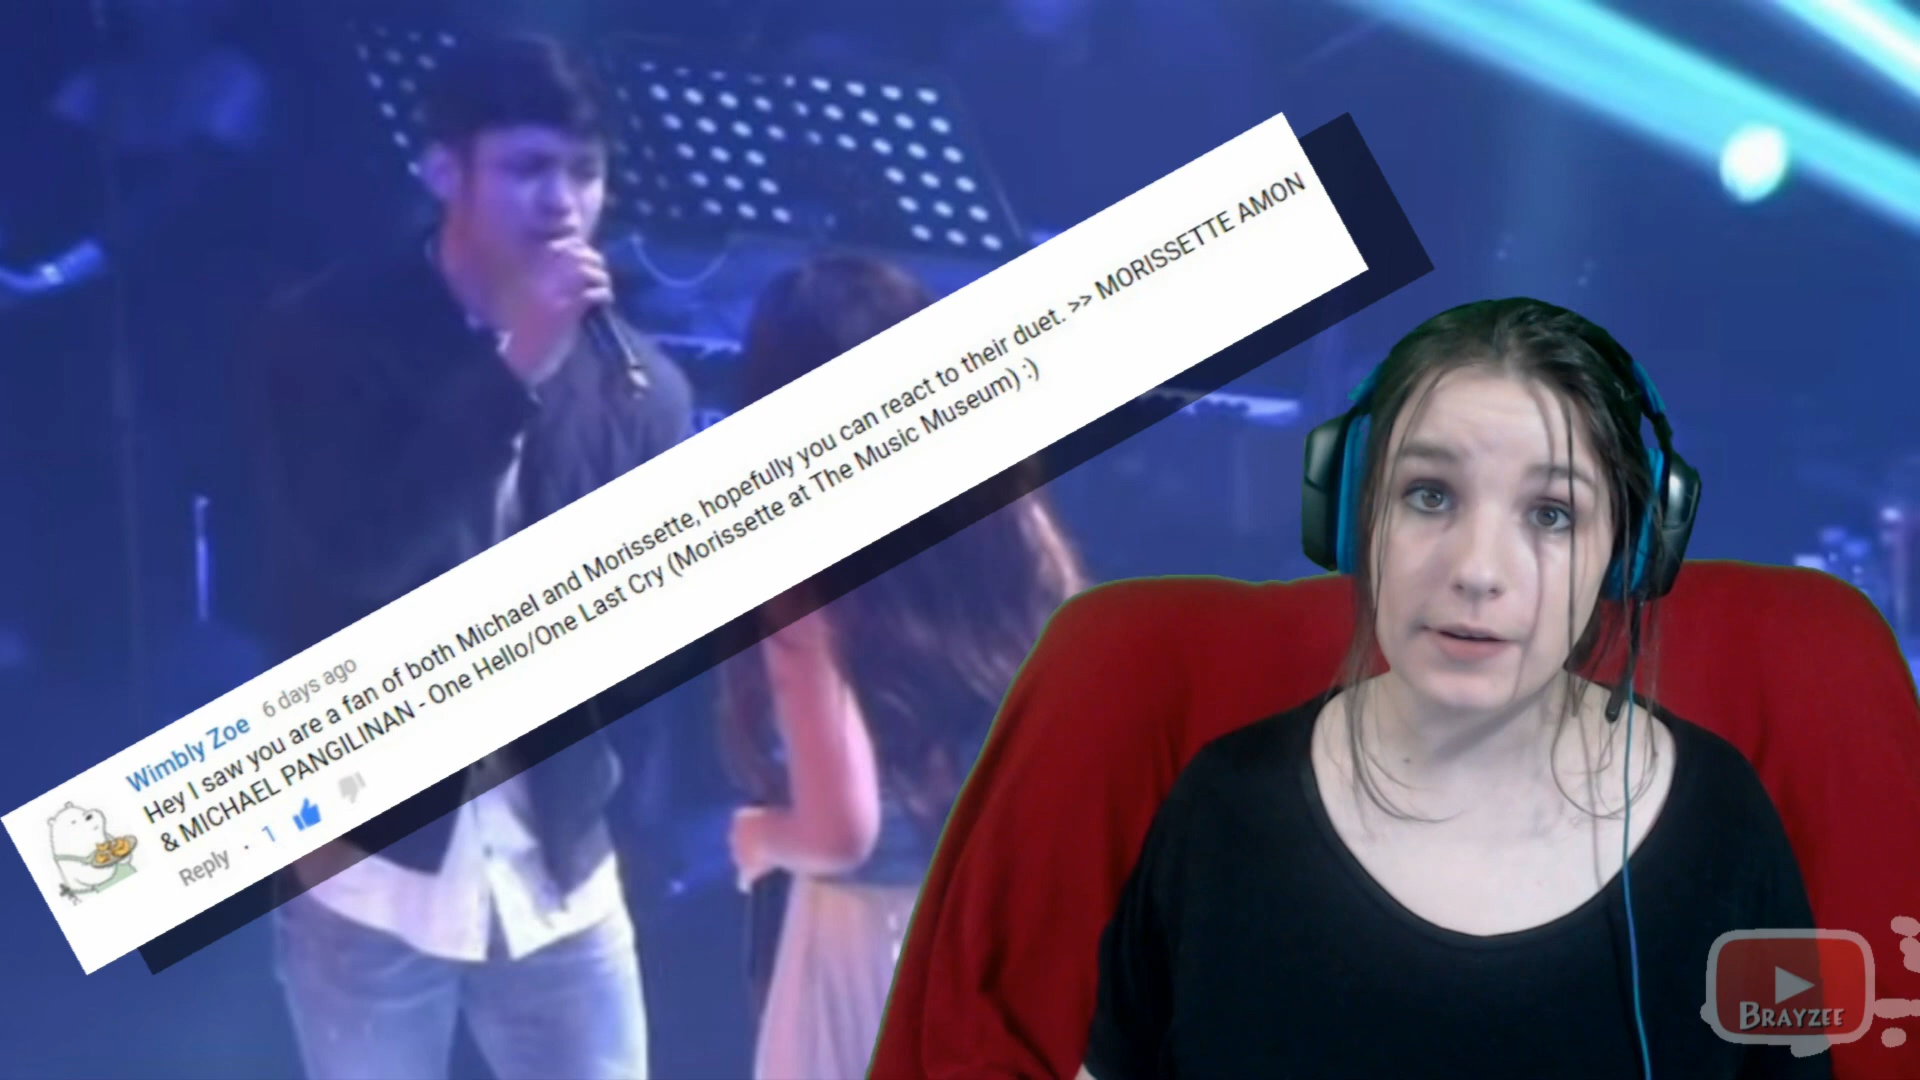 Wimbly Zoe 6 days ago
Hey I saw you are a fan of both Michael and Morissette, hopefully you can react to their duet. >> MORISSETTE AMON
& MICHAEL PANGILINAN - One Hello/One Last Cry (Morissette at The Music Museum) :)
Reply · 1
BRAYZEE